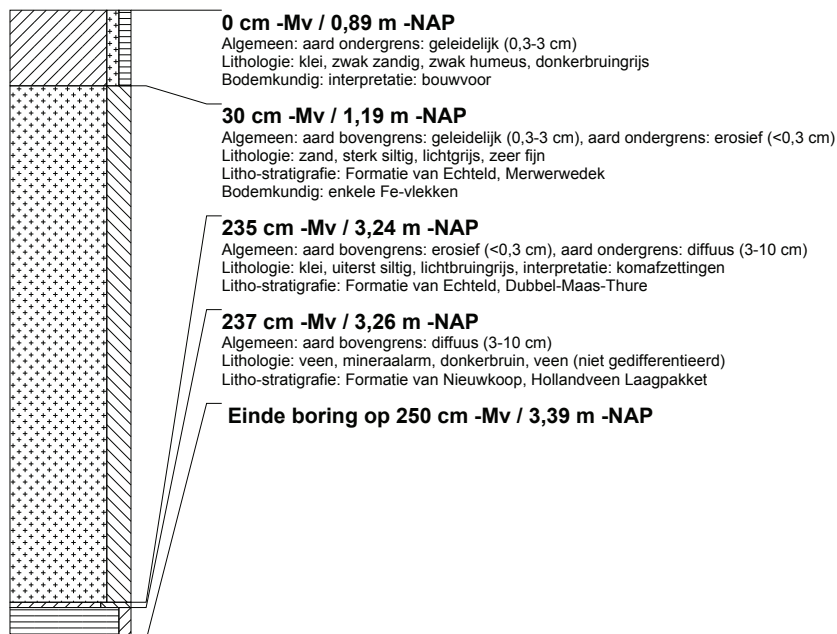 0 cm -Mv / 0,89 m -NAP
Algemeen: aard ondergrens: geleidelijk (0,3-3 cm)
Lithologie: klei, zwak zandig, zwak humeus, donkerbruingrijs
Bodemkundig: interpretatie: bouwvoor
30 cm -Mv / 1,19 m -NAP
Algemeen: aard bovengrens: geleidelijk (0,3-3 cm), aard ondergrens: erosief (<0,3 cm)
Lithologie: zand, sterk siltig, lichtgrijs, zeer fijn
Litho-stratigrafie: Formatie van Echteld, Merwerwedek
Bodemkundig: enkele Fe-vlekken
235 cm -Mv / 3,24 m -NAP
Algemeen: aard bovengrens: erosief (<0,3 cm), aard ondergrens: diffuus (3-10 cm)
Lithologie: klei, uiterst siltig, lichtbruingrijs, interpretatie: komafzettingen
Litho-stratigrafie: Formatie van Echteld, Dubbel-Maas-Thure
237 cm -Mv / 3,26 m -NAP
Algemeen: aard bovengrens: diffuus (3-10 cm)
Lithologie: veen, mineraalarm, donkerbruin, veen (niet gedifferentieerd)
Litho-stratigrafie: Formatie van Nieuwkoop, Hollandveen Laagpakket
Einde boring op 250 cm -Mv / 3,39 m -NAP